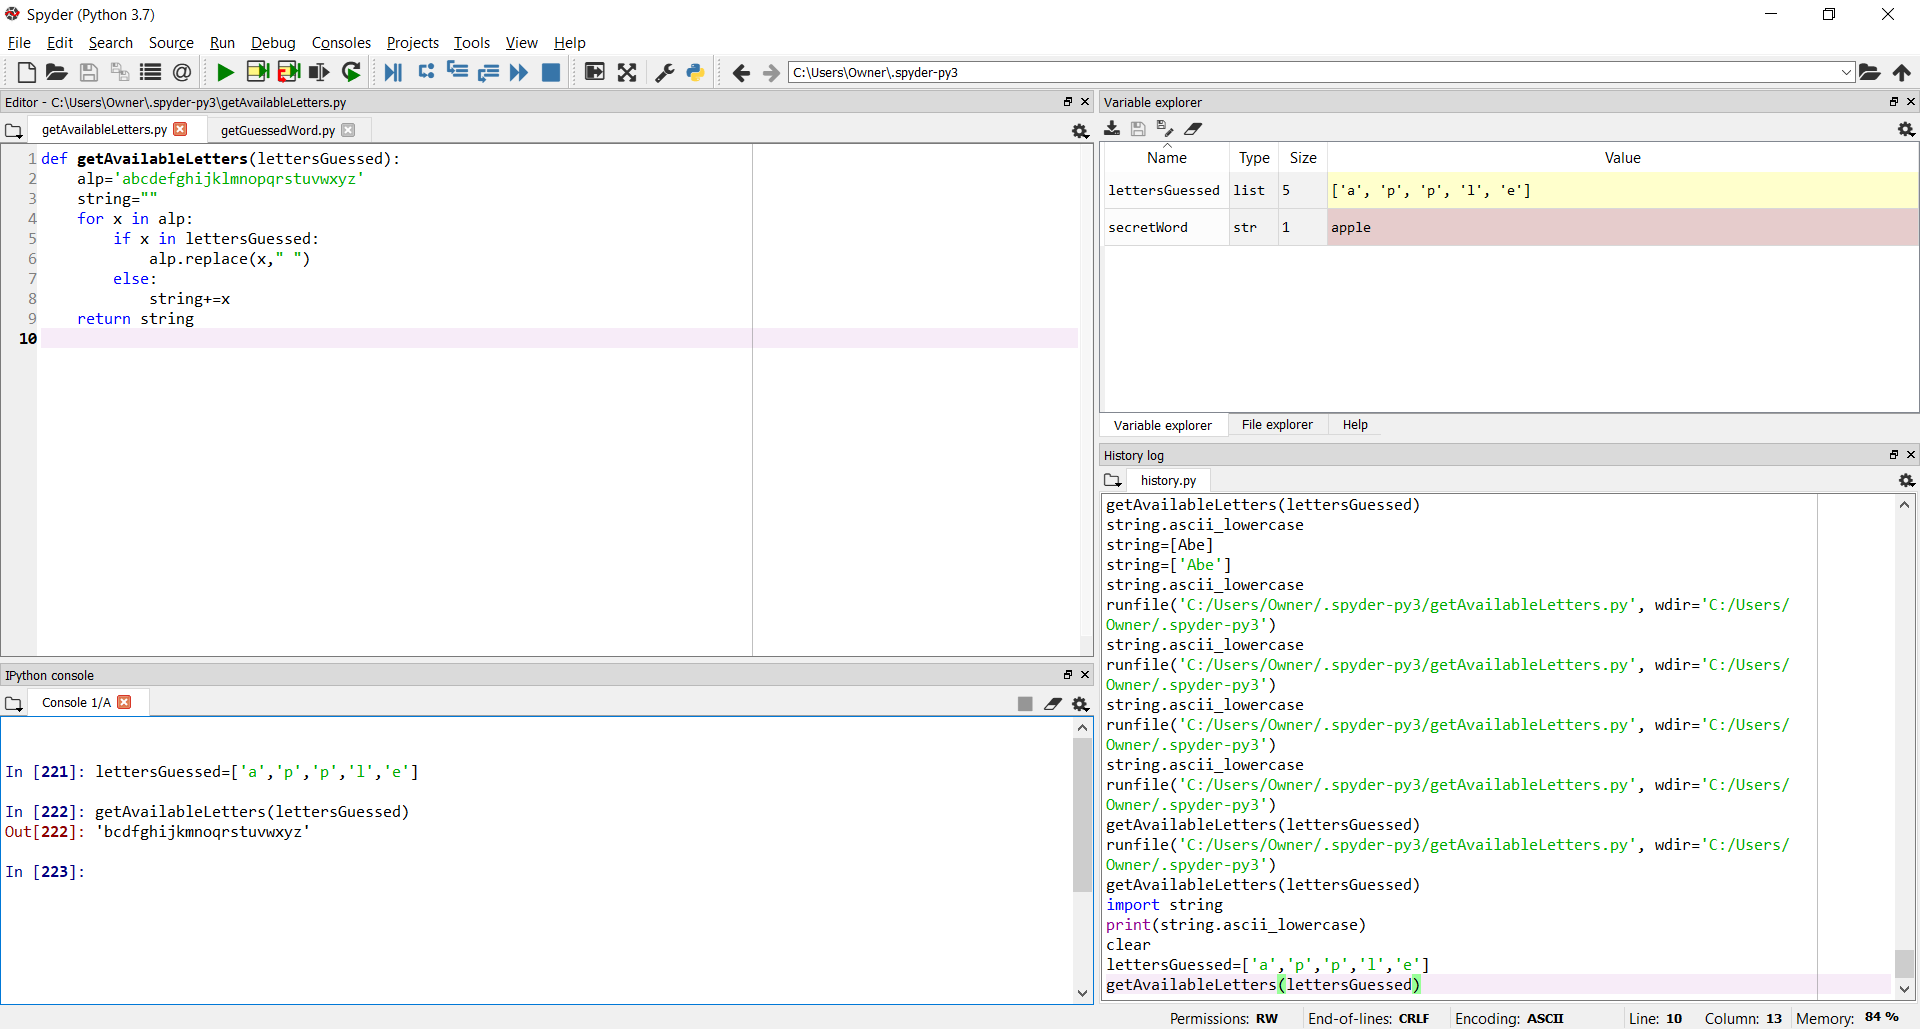 Spyder (Python 3.7)
File Edit Search Source Run Debug Consoles Projects Tools View Help
C:\Users\Owner\.spyder-py3
Editor - C:\Users\Owner\.spyder-py3\getAvailableLetters.py
getAvailableLetters.py getGuessedWord.py
1 def getAvailableLetters(lettersGuessed):
2     alp='abcdefghijklmnopqrstuvwxyz'
3     string=""
4     for x in alp:
5         if x in lettersGuessed:
6             alp.replace(x," ")
7         else:
8             string+=x
9     return string
10
IPython console
Console 1/A
In [221]: lettersGuessed=['a','p','p','l','e']
In [222]: getAvailableLetters(lettersGuessed)
Out[222]: 'bcdfghijkmnoqrstuvwxyz'
In [223]:
Variable explorer
Name Type Size Value
lettersGuessed list 5 ['a', 'p', 'p', 'l', 'e']
secretWord str 1 apple
Variable explorer File explorer Help
History log
history.py
getAvailableLetters(lettersGuessed)
string.ascii_lowercase
string=[Abe]
string=['Abe']
string.ascii_lowercase
runfile('C:/Users/Owner/.spyder-py3/getAvailableLetters.py', wdir='C:/Users/
Owner/.spyder-py3')
string.ascii_lowercase
runfile('C:/Users/Owner/.spyder-py3/getAvailableLetters.py', wdir='C:/Users/
Owner/.spyder-py3')
string.ascii_lowercase
runfile('C:/Users/Owner/.spyder-py3/getAvailableLetters.py', wdir='C:/Users/
Owner/.spyder-py3')
string.ascii_lowercase
runfile('C:/Users/Owner/.spyder-py3/getAvailableLetters.py', wdir='C:/Users/
Owner/.spyder-py3')
getAvailableLetters(lettersGuessed)
runfile('C:/Users/Owner/.spyder-py3/getAvailableLetters.py', wdir='C:/Users/
Owner/.spyder-py3')
getAvailableLetters(lettersGuessed)
import string
print(string.ascii_lowercase)
clear
lettersGuessed=['a','p','p','l','e']
getAvailableLetters(lettersGuessed)
Permissions: RW End-of-lines: CRLF Encoding: ASCII Line: 10 Column: 13 Memory: 84 %